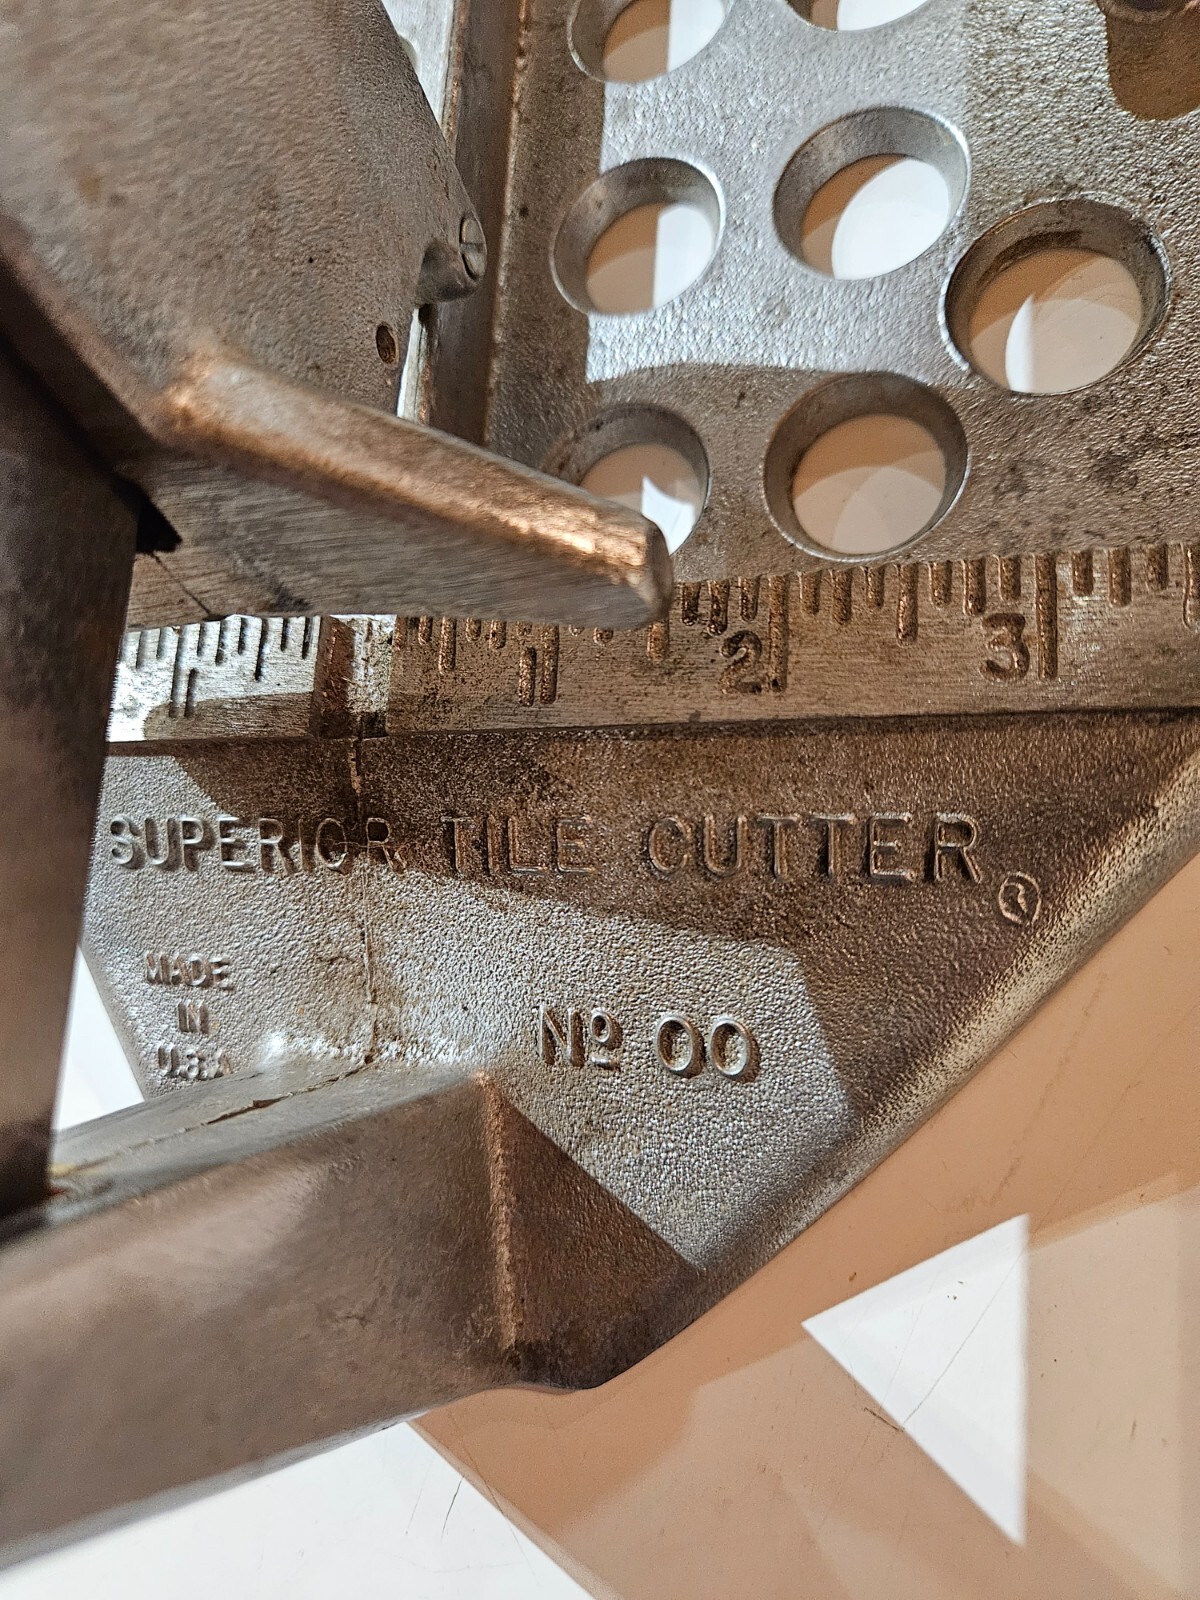 1 2 3
SUPERIOR TILE CUTTER ®
MADE
IN
U.S.A
Nº 00